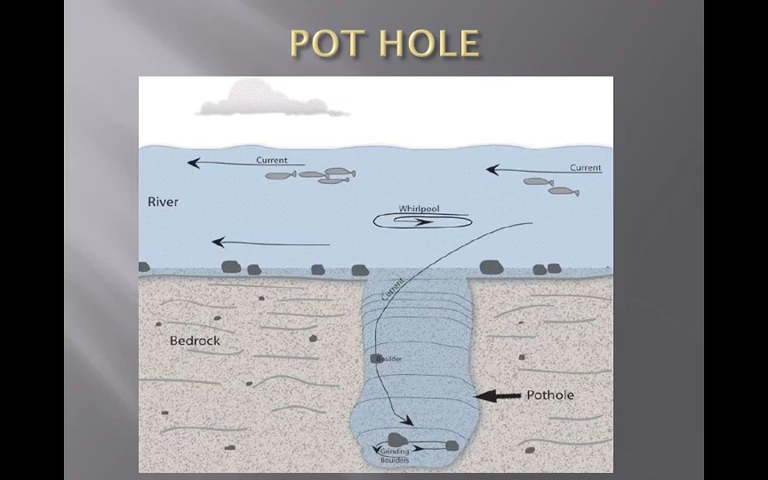 POT HOLE
Current
Current
River
Whirlpool
Current
Bedrock
Boulder
Pothole
Grinding
Boulders